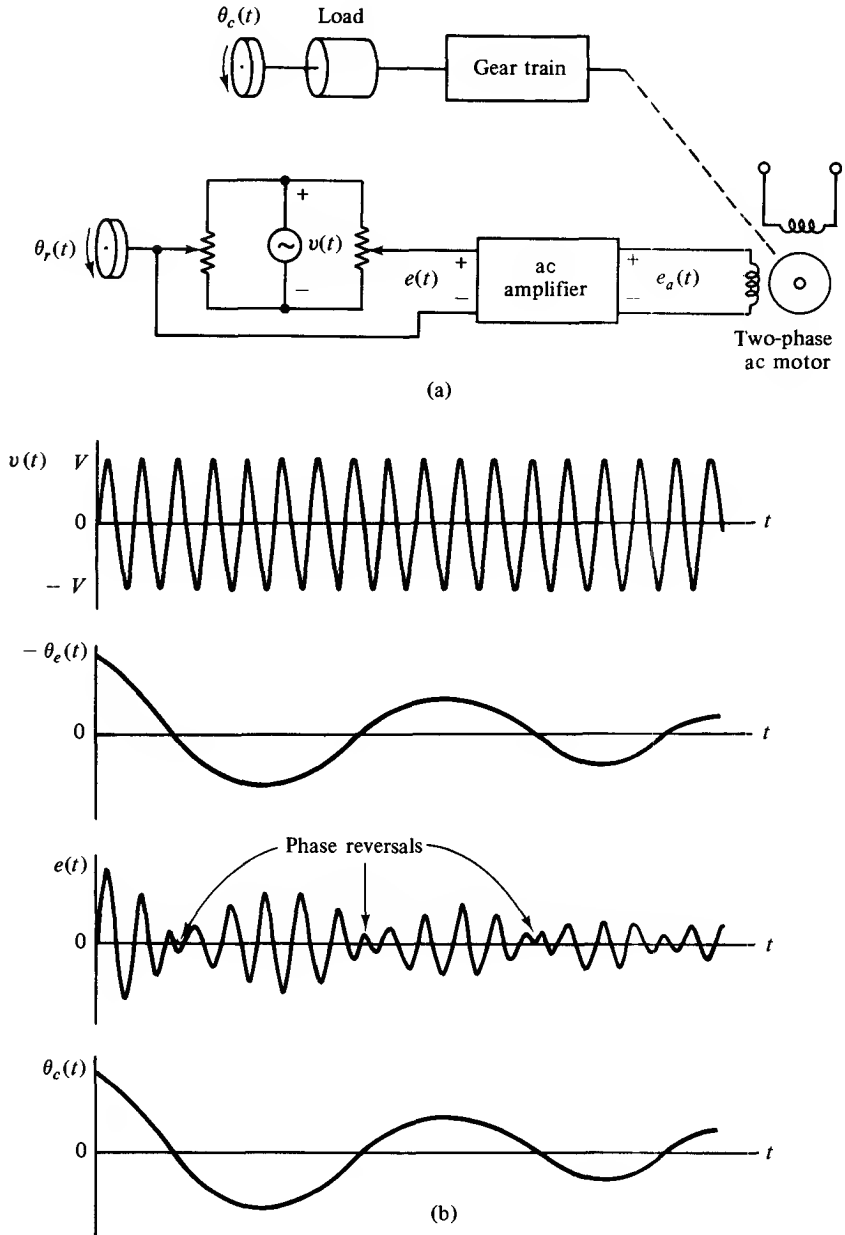 θc(t)
Load
Gear train
θr(t)
+
υ(t)
−
+
e(t)
−
ac
amplifier
+
ea(t)
−
Two-phase
ac motor
(a)
υ(t)
V
0
− V
t
− θe(t)
0
t
Phase reversals
e(t)
0
t
θc(t)
0
t
(b)